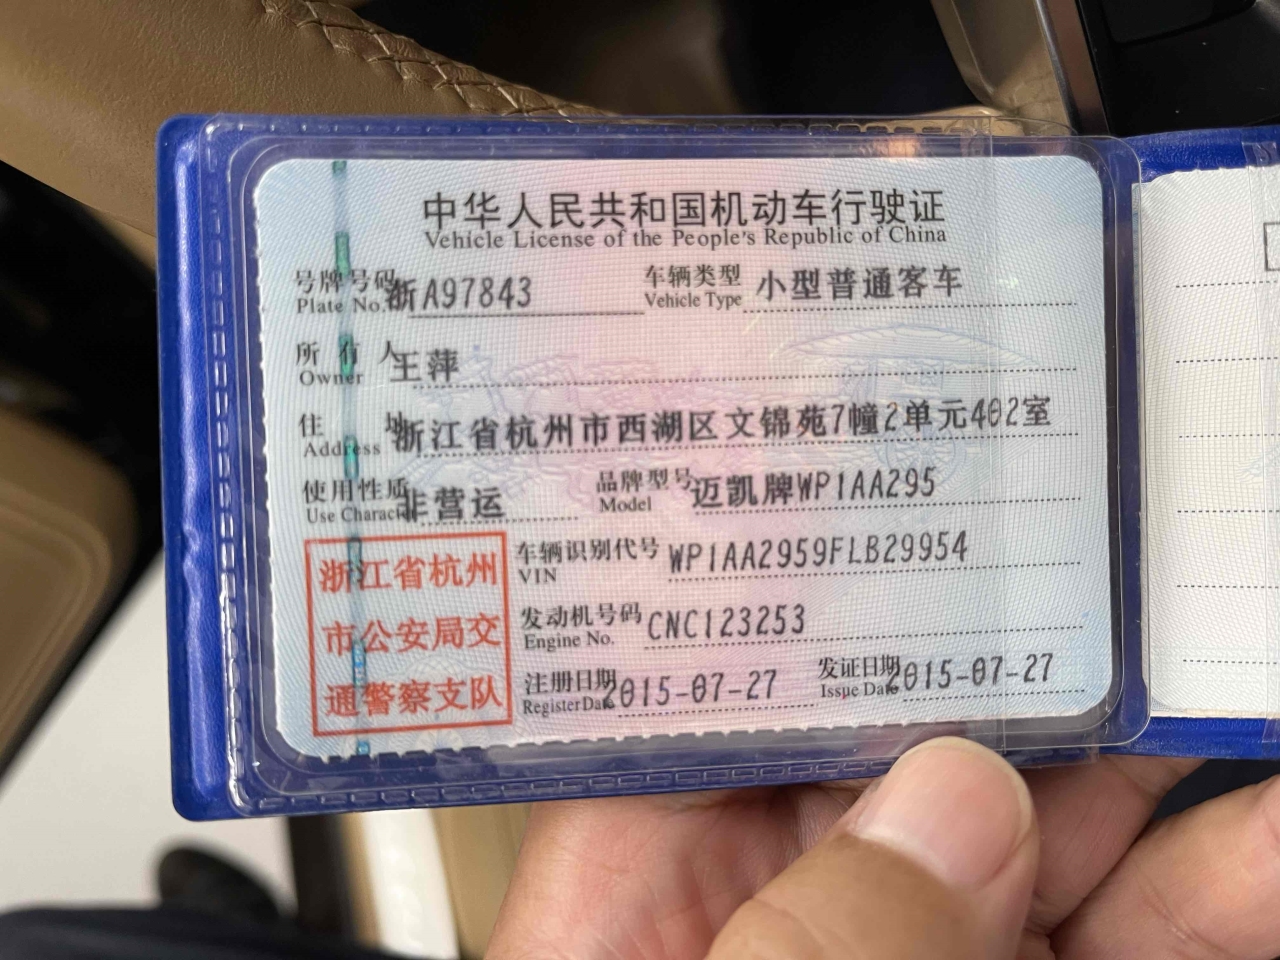 中华人民共和国机动车行驶证
Vehicle License of the People's Republic of China
号牌号码 浙A97843 车辆类型 小型普通客车
Plate No. Vehicle Type
所有人 王萍
Owner
住址 浙江省杭州市西湖区文锦苑7幢2单元402室
Address
使用性质 非营运 品牌型号 迈凯牌WP1AA295
Use Character Model
车辆识别代号 WP1AA2959FLB29954
VIN
发动机号码 CNC123253
Engine No.
注册日期 2015-07-27 发证日期 2015-07-27
Register Date Issue Date
浙江省杭州
市公安局交
通警察支队